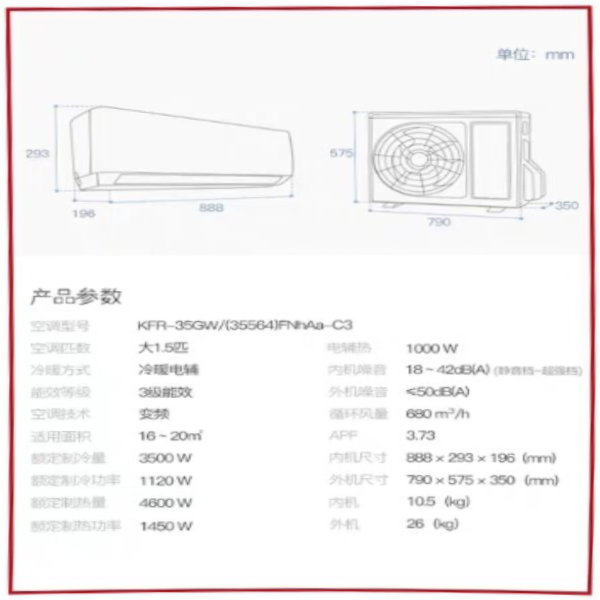 单位：mm
293
196
888
575
790
350
产品参数
空调型号 KFR-35GW/(35564)FNhAa-C3
空调匹数 大1.5匹 电辅热 1000 W
冷暖方式 冷暖电辅 内机噪音 18 ~ 42dB(A) (静音档-超强档)
能效等级 3级能效 外机噪音 ≤50dB(A)
空调技术 变频 循环风量 680 m³/h
适用面积 16 ~ 20㎡ APF 3.73
额定制冷量 3500 W 内机尺寸 888 × 293 × 196 (mm)
额定制冷功率 1120 W 外机尺寸 790 × 575 × 350 (mm)
额定制热量 4600 W 内机 10.5 (kg)
额定制热功率 1450 W 外机 26 (kg)